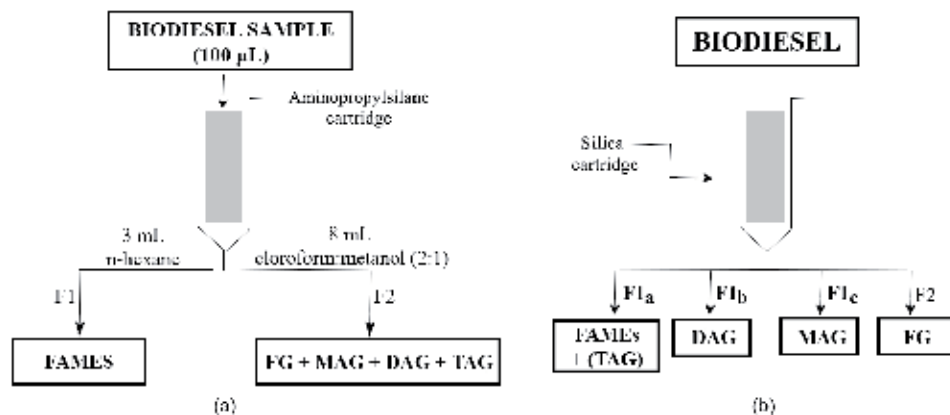 BIODIESEL SAMPLE
(100 µL)
Aminopropylsilane
cartridge
3 mL
n-hexane
8 mL
cloroform:metanol (2:1)
F1
F2
FAMES
FG + MAG + DAG + TAG
(a)
BIODIESEL
Silica
cartridge
F1a
F1b
F1c
F2
FAMEs
+ (TAG)
DAG
MAG
FG
(b)